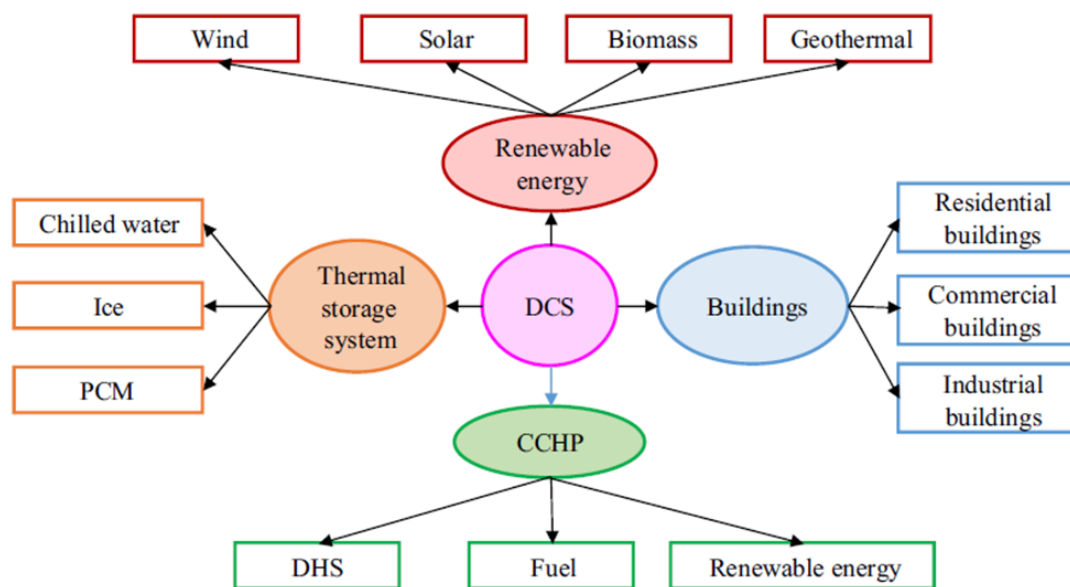 Wind
Solar
Biomass
Geothermal
Renewable
energy
Chilled water
Ice
PCM
Thermal
storage
system
DCS
Buildings
Residential
buildings
Commercial
buildings
Industrial
buildings
CCHP
DHS
Fuel
Renewable energy